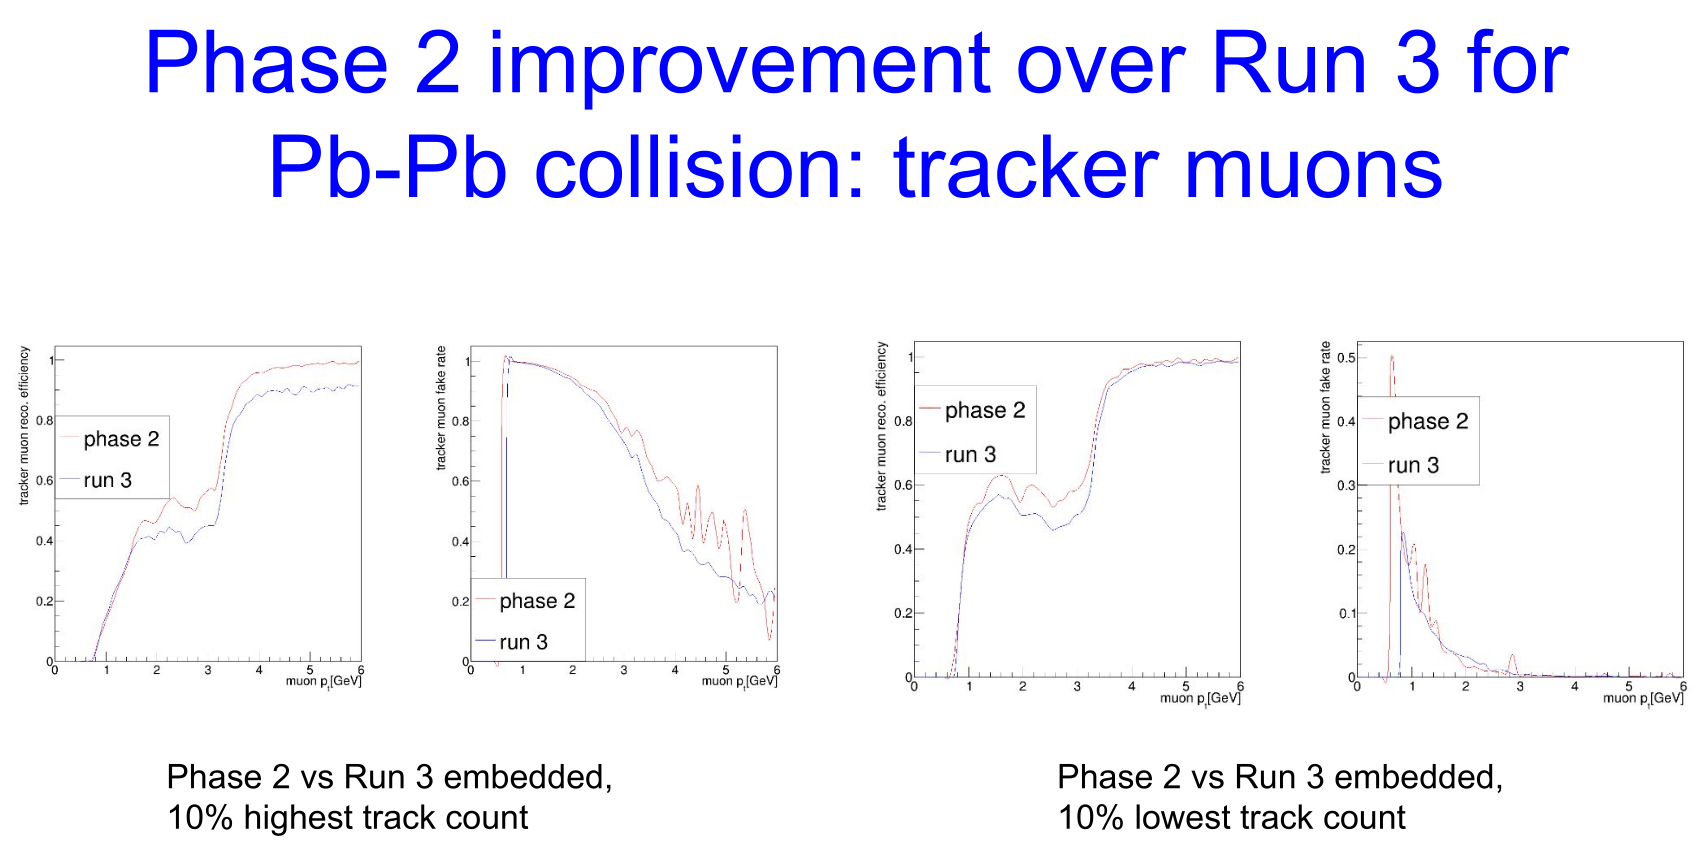 Phase 2 improvement over Run 3 for
Pb-Pb collision: tracker muons
tracker muon reco. efficiency
1
0.8
0.6
0.4
0.2
0
0 1 2 3 4 5 6
muon pt[GeV]
phase 2
run 3
tracker muon fake rate
1
0.8
0.6
0.4
0.2
0
0 1 2 3 4 5 6
muon pt[GeV]
phase 2
run 3
tracker muon reco. efficiency
1
0.8
0.6
0.4
0.2
0
0 1 2 3 4 5 6
muon pt[GeV]
phase 2
run 3
tracker muon fake rate
0.5
0.4
0.3
0.2
0.1
0
0 1 2 3 4 5 6
muon pt[GeV]
phase 2
run 3
Phase 2 vs Run 3 embedded,
10% highest track count
Phase 2 vs Run 3 embedded,
10% lowest track count